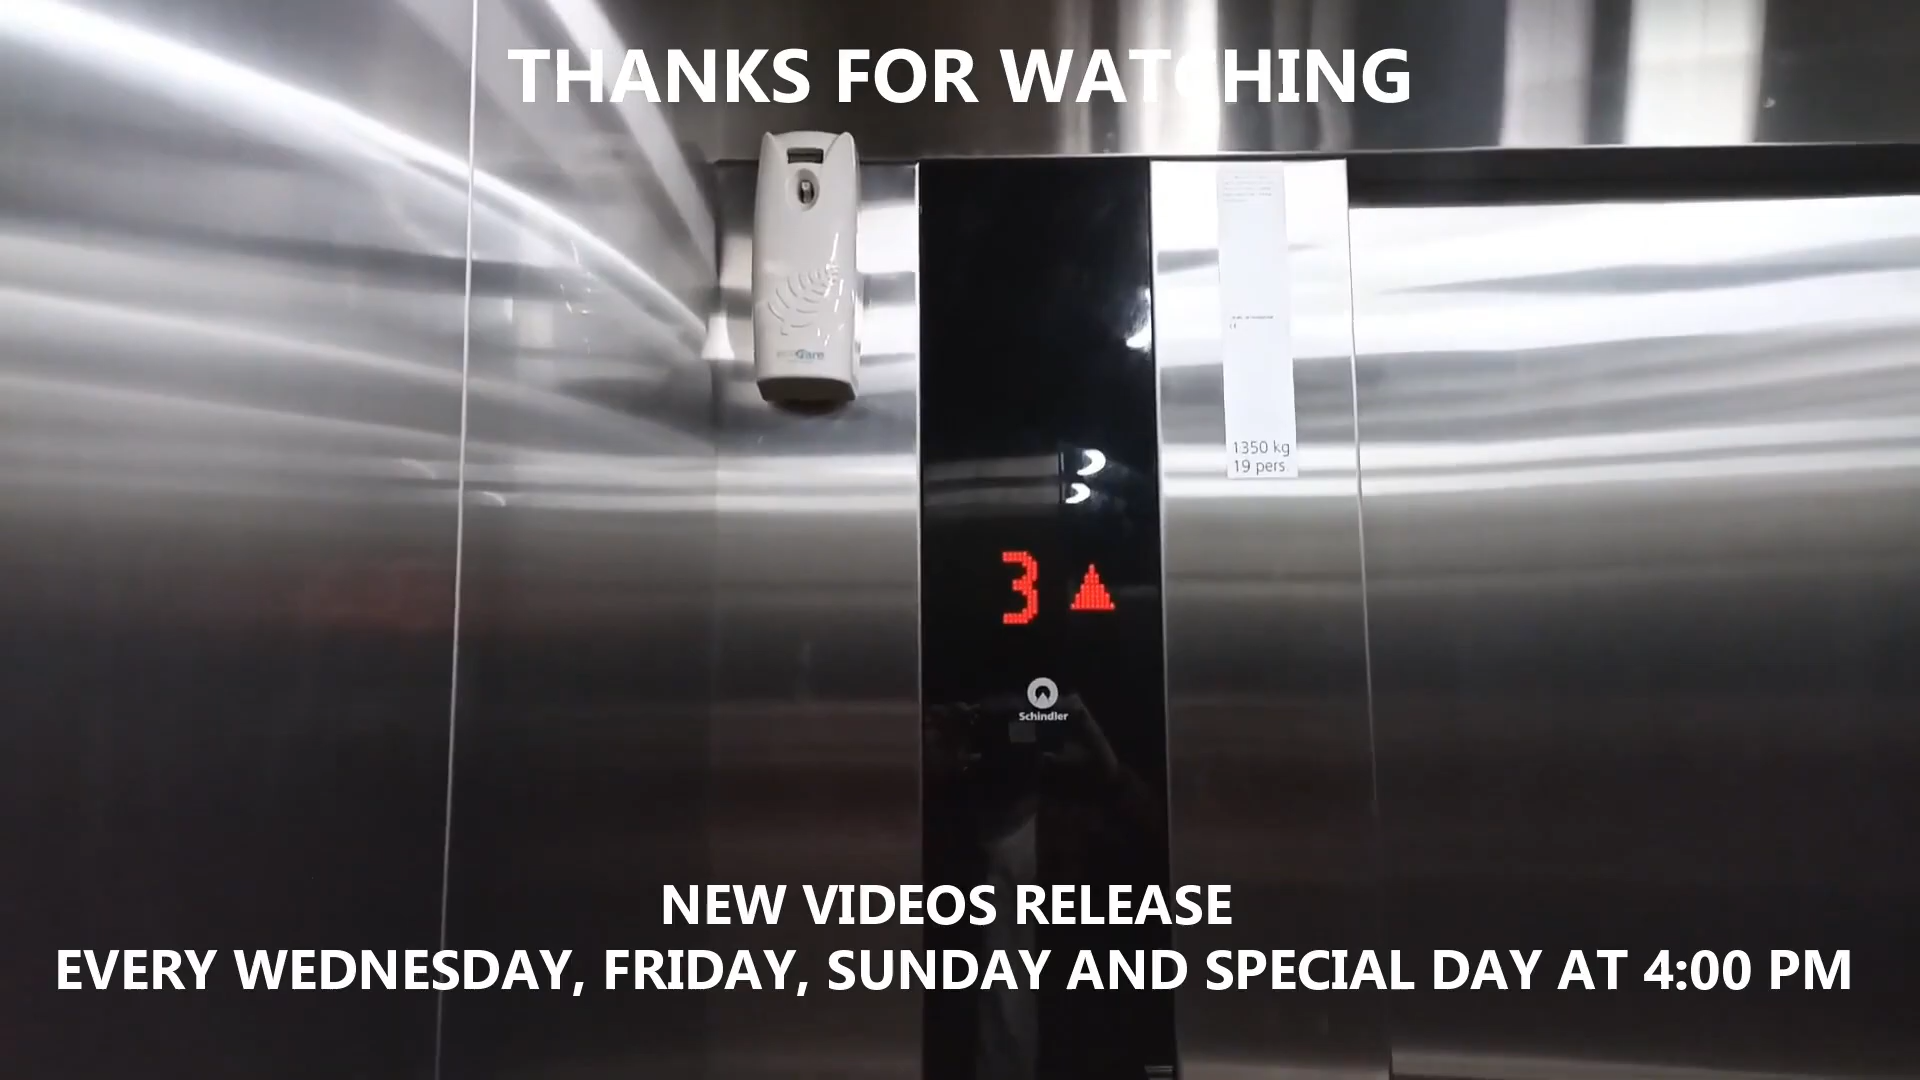 THANKS FOR WATCHING
1350 kg
19 pers.
3
Schindler
NEW VIDEOS RELEASE
EVERY WEDNESDAY, FRIDAY, SUNDAY AND SPECIAL DAY AT 4:00 PM